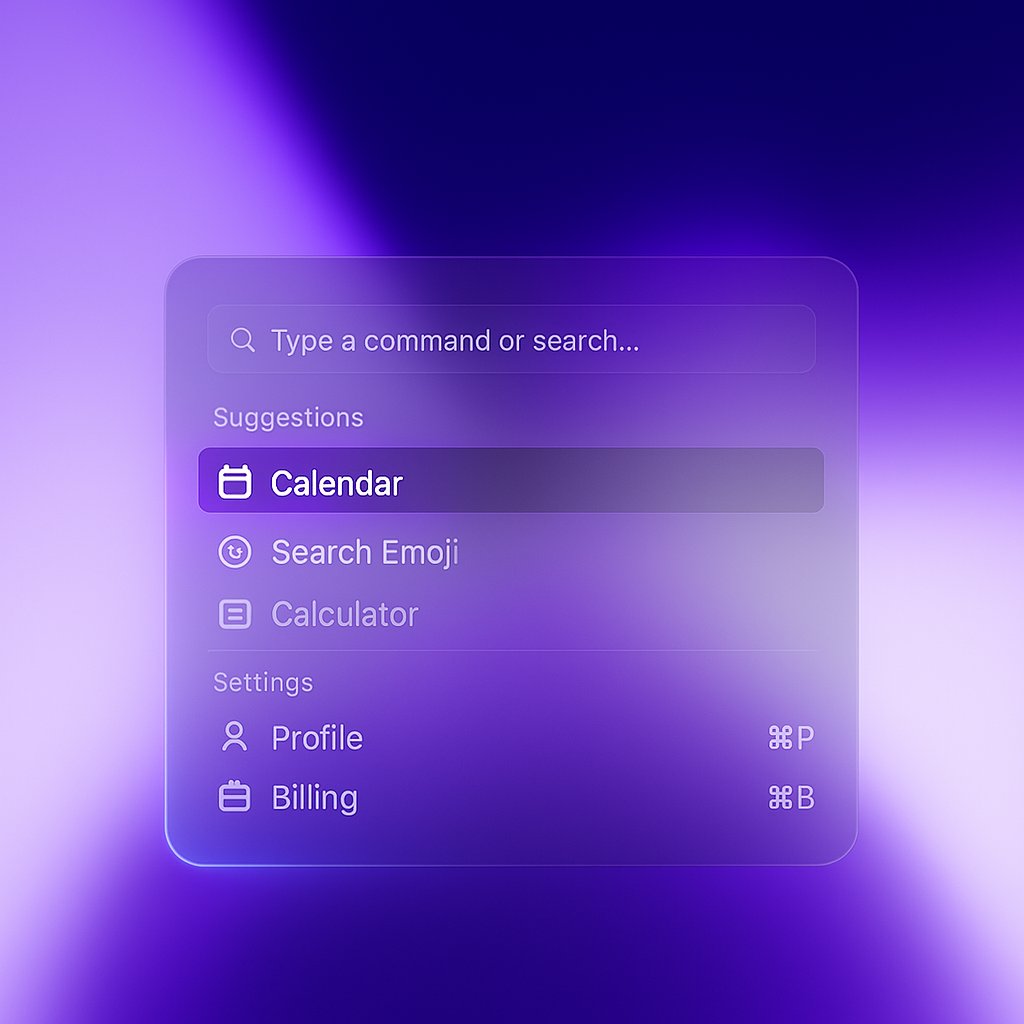 Type a command or search...
Suggestions
Calendar
Search Emoji
Calculator
Settings
Profile ⌘P
Billing ⌘B